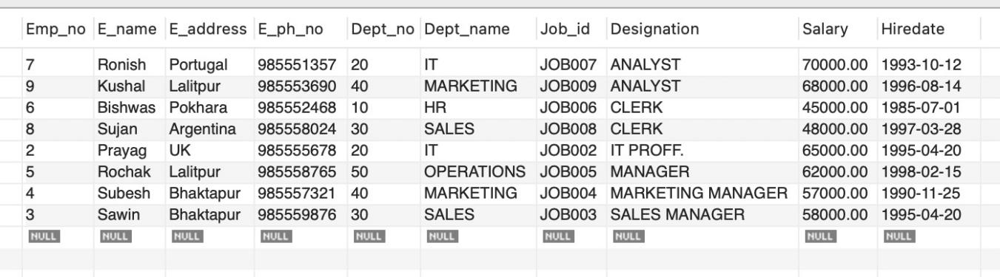 Emp_no E_name E_address E_ph_no Dept_no Dept_name Job_id Designation Salary Hiredate
7 Ronish Portugal 985551357 20 IT JOB007 ANALYST 70000.00 1993-10-12
9 Kushal Lalitpur 985553690 40 MARKETING JOB009 ANALYST 68000.00 1996-08-14
6 Bishwas Pokhara 985552468 10 HR JOB006 CLERK 45000.00 1985-07-01
8 Sujan Argentina 985558024 30 SALES JOB008 CLERK 48000.00 1997-03-28
2 Prayag UK 985555678 20 IT JOB002 IT PROFF. 65000.00 1995-04-20
5 Rochak Lalitpur 985558765 50 OPERATIONS JOB005 MANAGER 62000.00 1998-02-15
4 Subesh Bhaktapur 985557321 40 MARKETING JOB004 MARKETING MANAGER 57000.00 1990-11-25
3 Sawin Bhaktapur 985559876 30 SALES JOB003 SALES MANAGER 58000.00 1995-04-20
NULL NULL NULL NULL NULL NULL NULL NULL NULL NULL